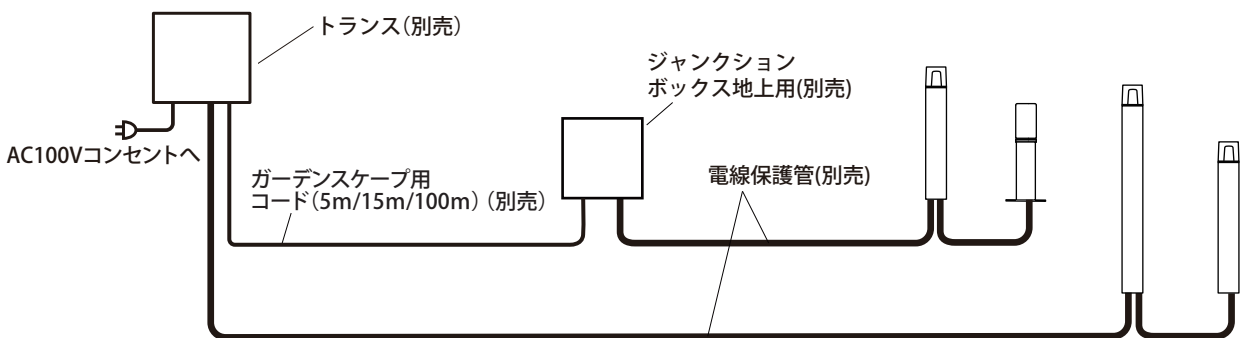 トランス(別売)
ジャンクション
ボックス地上用(別売)
AC100Vコンセントへ
ガーデンスケープ用
コード(5m/15m/100m)(別売)
電線保護管(別売)